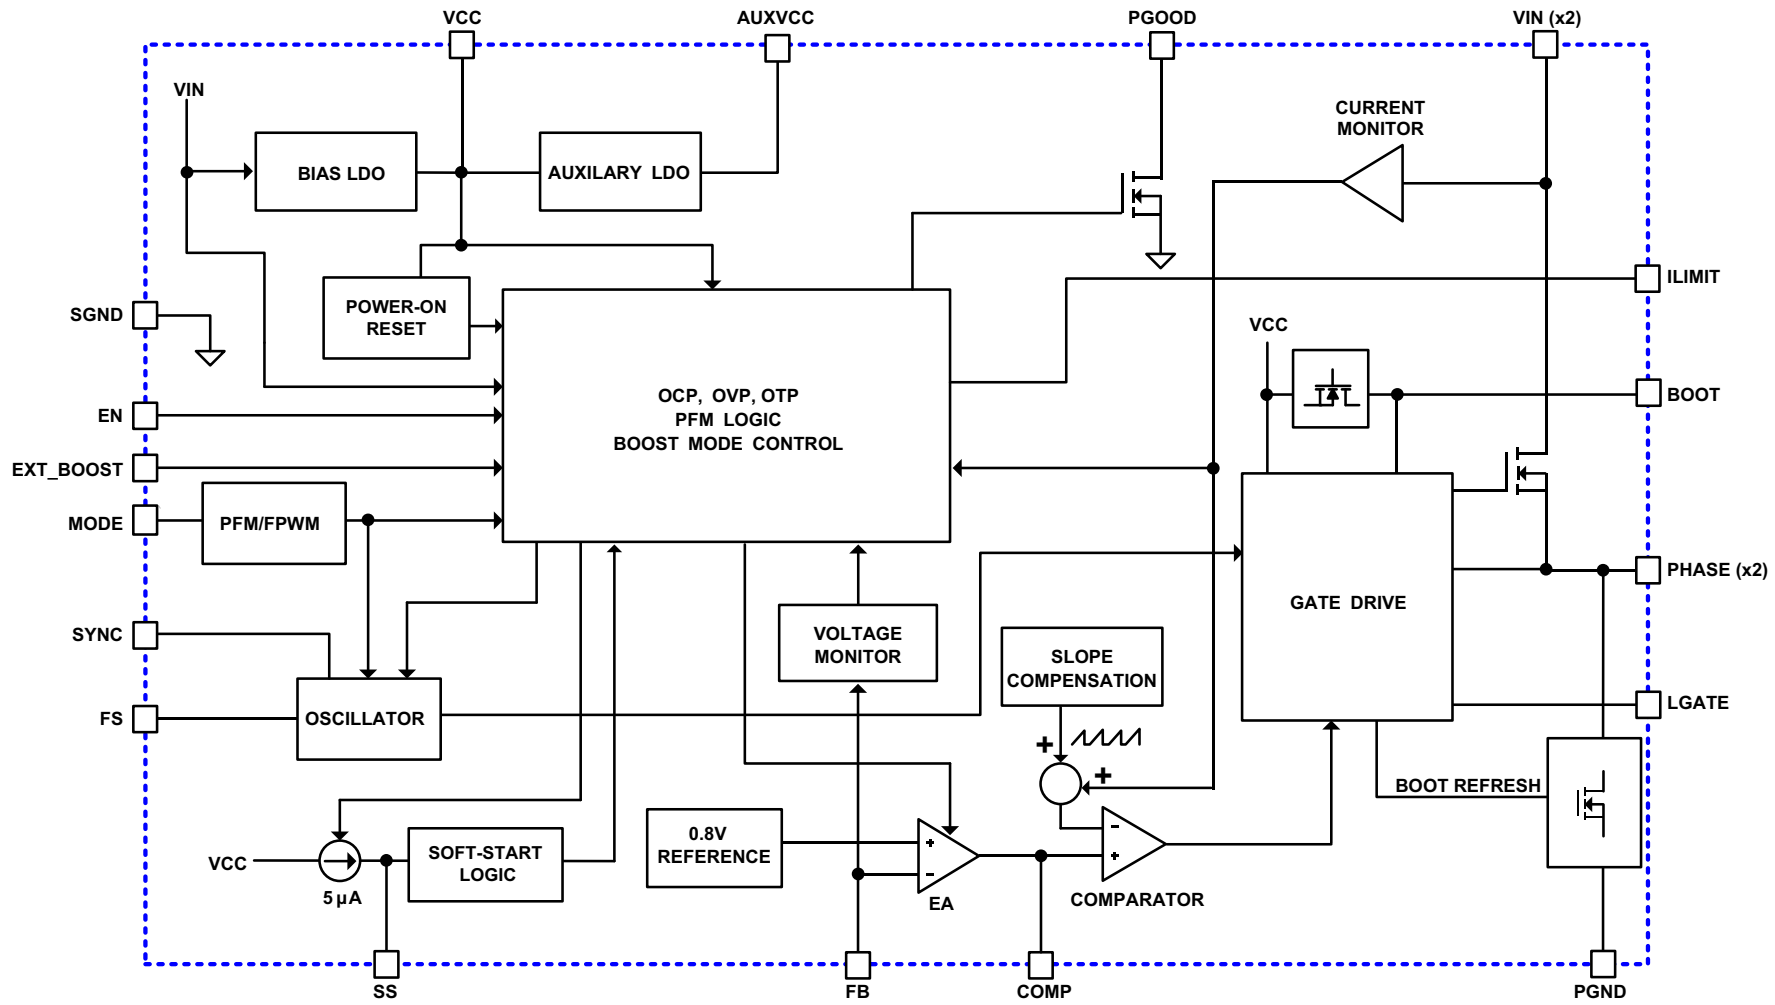 VCC
AUXVCC
PGOOD
VIN (x2)
VIN
CURRENT
MONITOR
BIAS LDO
AUXILARY LDO
SGND
POWER-ON
RESET
ILIMIT
VCC
BOOT
OCP, OVP, OTP
PFM LOGIC
BOOST MODE CONTROL
EN
EXT_BOOST
MODE
PFM/FPWM
PHASE (x2)
GATE DRIVE
SYNC
VOLTAGE
MONITOR
SLOPE
COMPENSATION
FS
OSCILLATOR
LGATE
+
+
BOOT REFRESH
0.8V
REFERENCE
+
-
-
+
EA
COMPARATOR
VCC
5 µA
SOFT-START
LOGIC
SS
FB
COMP
PGND